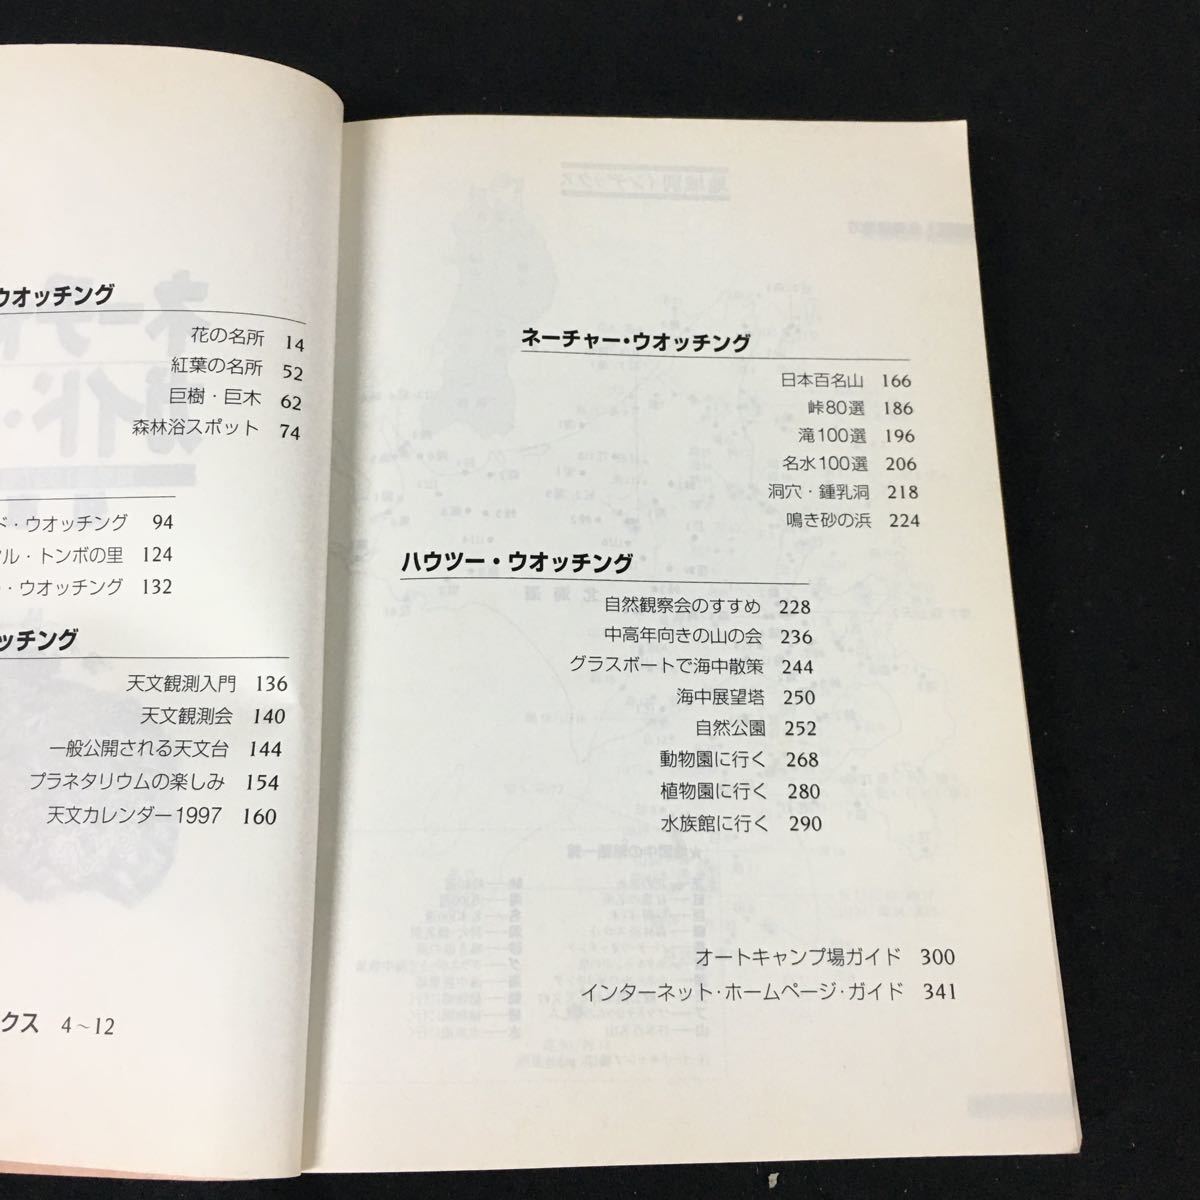 ウオッチング
花の名所 14
紅葉の名所 52
巨樹・巨木 62
森林浴スポット 74
ド・ウオッチング 94
ル・トンボの里 124
・ウオッチング 132
ッチング
天文観測入門 136
天文観測会 140
一般公開される天文台 144
プラネタリウムの楽しみ 154
天文カレンダー1997 160
クス 4～12
ネーチャー・ウオッチング
日本百名山 166
峠80選 186
滝100選 196
名水100選 206
洞穴・鍾乳洞 218
鳴き砂の浜 224
ハウツー・ウオッチング
自然観察会のすすめ 228
中高年向きの山の会 236
グラスボートで海中散策 244
海中展望塔 250
自然公園 252
動物園に行く 268
植物園に行く 280
水族館に行く 290
オートキャンプ場ガイド 300
インターネット・ホームページ・ガイド 341